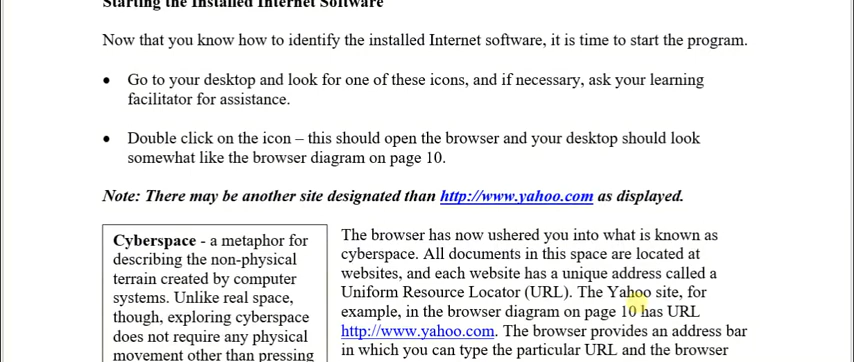 Starting the Installed Internet Software
Now that you know how to identify the installed Internet software, it is time to start the program.
• Go to your desktop and look for one of these icons, and if necessary, ask your learning
facilitator for assistance.
• Double click on the icon – this should open the browser and your desktop should look
somewhat like the browser diagram on page 10.
Note: There may be another site designated than http://www.yahoo.com as displayed.
Cyberspace - a metaphor for
describing the non-physical
terrain created by computer
systems. Unlike real space,
though, exploring cyberspace
does not require any physical
movement other than pressing
The browser has now ushered you into what is known as
cyberspace. All documents in this space are located at
websites, and each website has a unique address called a
Uniform Resource Locator (URL). The Yahoo site, for
example, in the browser diagram on page 10 has URL
http://www.yahoo.com. The browser provides an address bar
in which you can type the particular URL and the browser